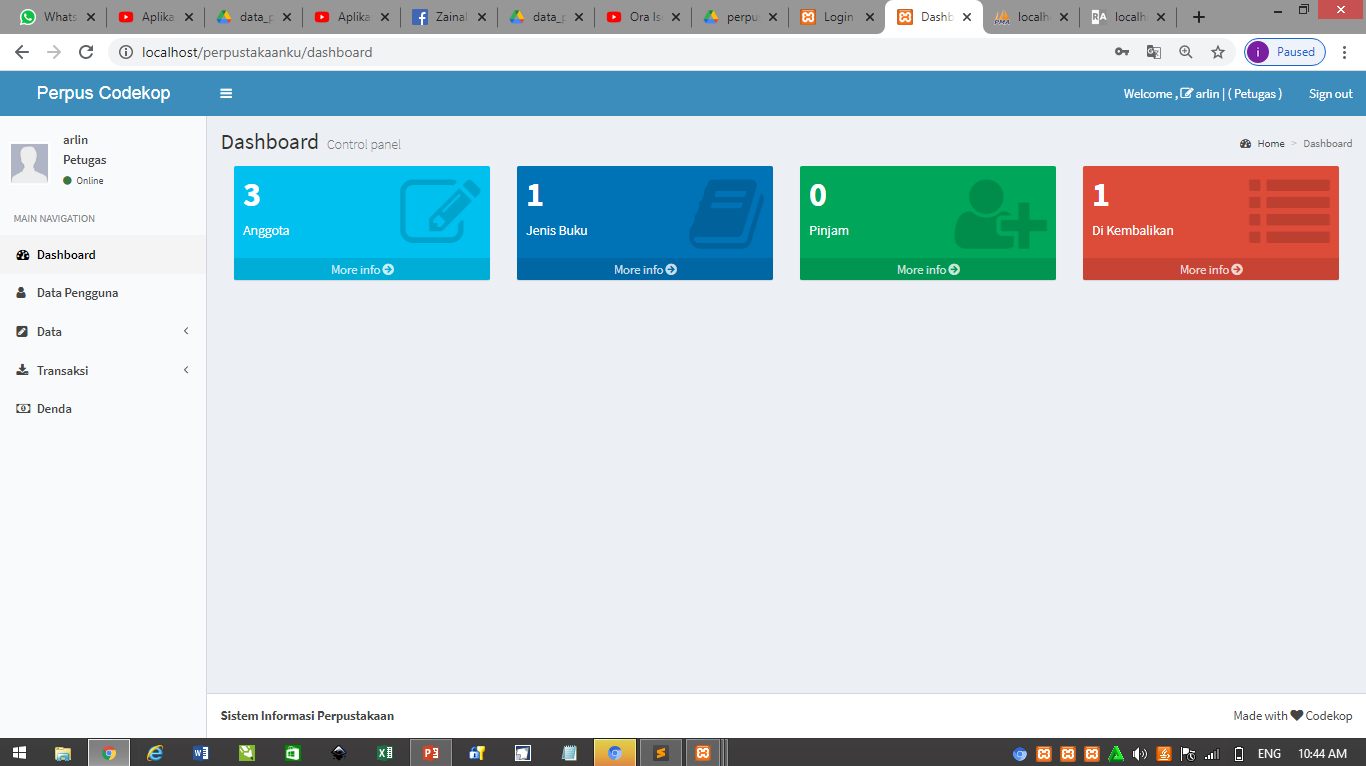 Whats
Aplika
data_p
Aplika
Zainal
data_p
Ora Is
perpu
Login
Dashb
localh
RA
localh
localhost/perpustakaanku/dashboard
i
Paused
Perpus Codekop
Welcome , arlin | ( Petugas )
Sign out
arlin
Petugas
Online
MAIN NAVIGATION
Dashboard
Data Pengguna
Data
Transaksi
Denda
Dashboard Control panel
Home > Dashboard
3
Anggota
More info
1
Jenis Buku
More info
0
Pinjam
More info
1
Di Kembalikan
More info
Sistem Informasi Perpustakaan
Made with Codekop
ENG
10:44 AM